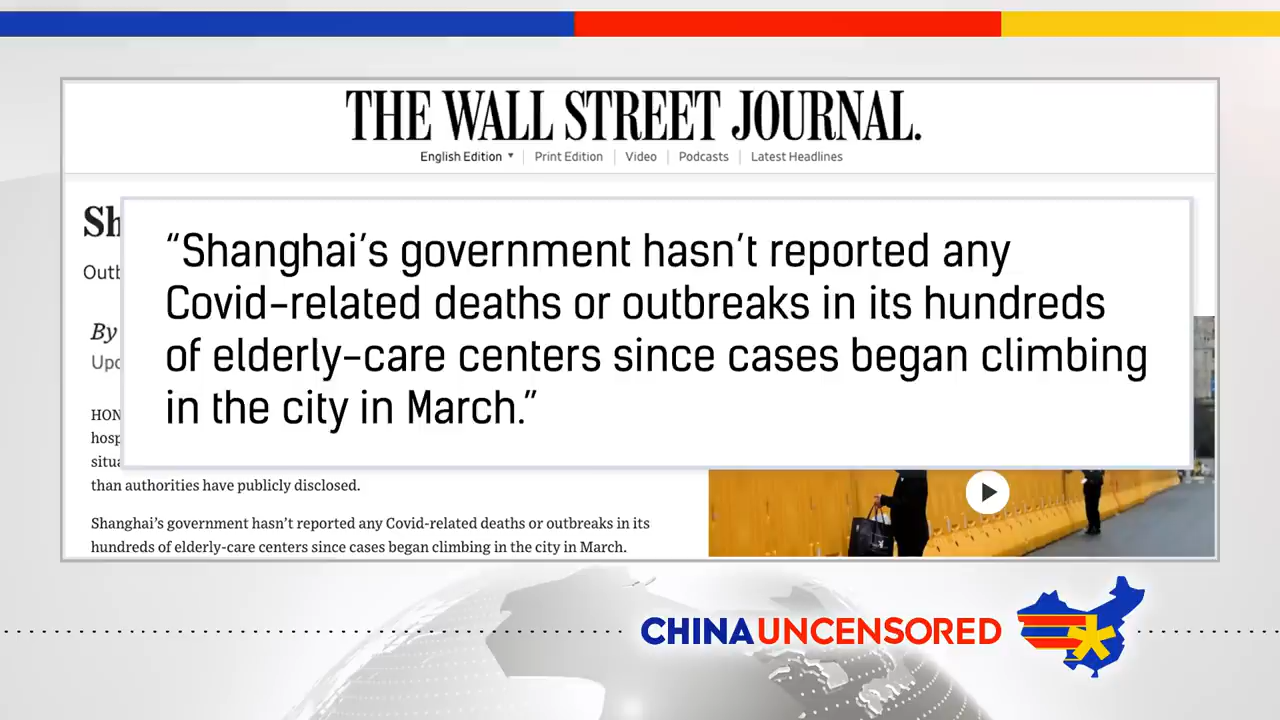 THE WALL STREET JOURNAL.
English Edition Print Edition Video Podcasts Latest Headlines
“Shanghai’s government hasn’t reported any
Covid-related deaths or outbreaks in its hundreds
of elderly-care centers since cases began climbing
in the city in March.”
By
than authorities have publicly disclosed.
Shanghai’s government hasn’t reported any Covid-related deaths or outbreaks in its
hundreds of elderly-care centers since cases began climbing in the city in March.
CHINA UNCENSORED